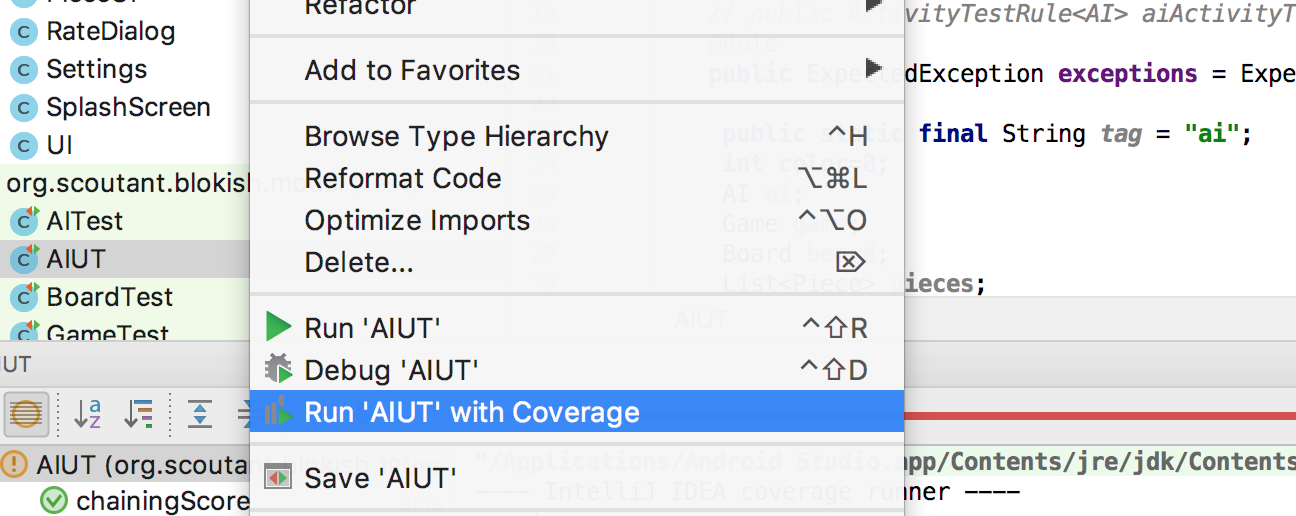 Refactor
// public ActivityTestRule<AI> aiActivityT
RateDialog
@Rule
Settings
Add to Favorites
public ExpectedException exceptions = Expe
SplashScreen
UI
Browse Type Hierarchy ^H
public static final String tag = "ai";
Reformat Code ⌥⌘L
int color=0;
org.scoutant.blokish.mo
AI ai;
AITest
Optimize Imports ^⌥O
Game game;
AIUT
Delete... ⌦
Board board;
BoardTest
List<Piece> pieces;
GameTest
Run 'AIUT' ^⇧R
AIUT
UT
Debug 'AIUT' ^⇧D
Run 'AIUT' with Coverage
AIUT (org.scoutant.blokish
"/Applications/Android Studio.app/Contents/jre/jdk/Contents
Save 'AIUT'
chainingScore
---- IntelliJ IDEA coverage runner ----